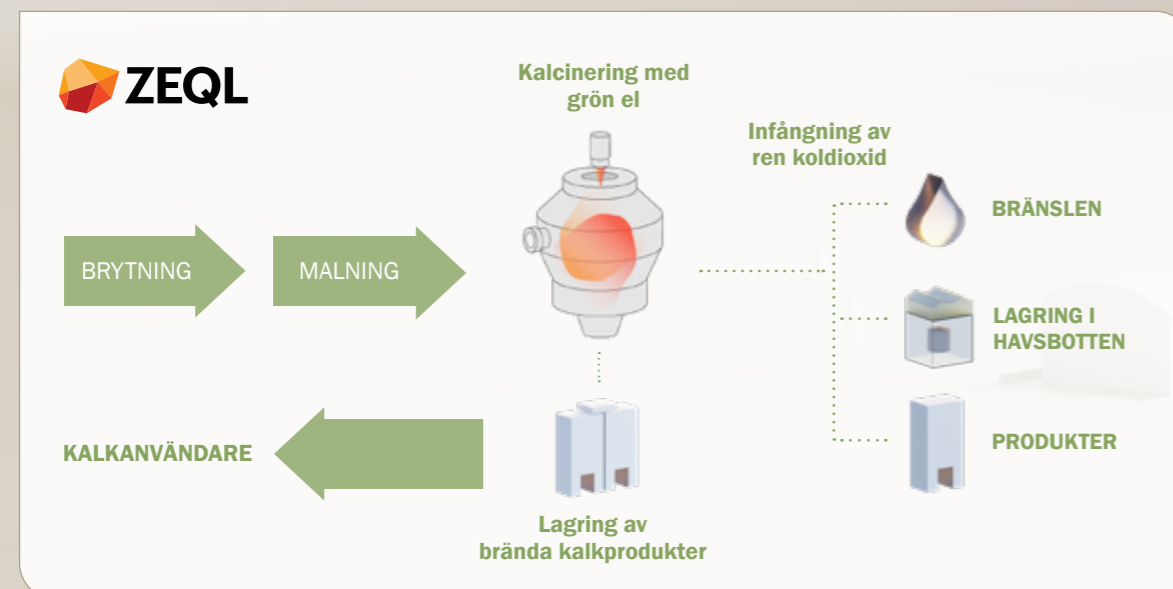 ZEQL
Kalcinering med
grön el
Infångning av
ren koldioxid
BRYTNING
MALNING
BRÄNSLEN
LAGRING I
HAVSBOTTEN
PRODUKTER
KALKANVÄNDARE
Lagring av
brända kalkprodukter